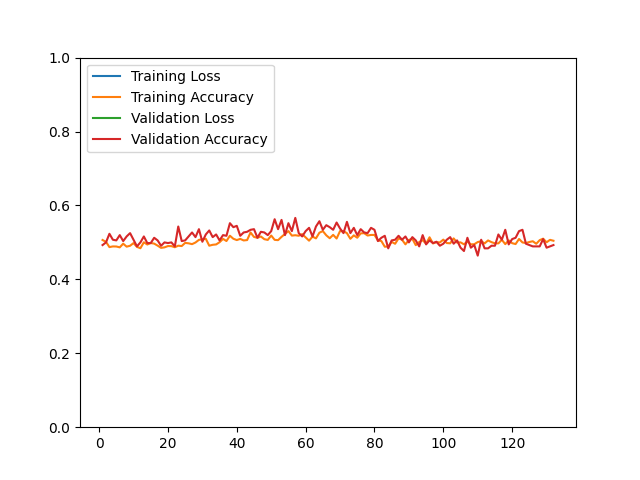 1.0
0.8
0.6
0.4
0.2
0.0
Training Loss
Training Accuracy
Validation Loss
Validation Accuracy
0 20 40 60 80 100 120